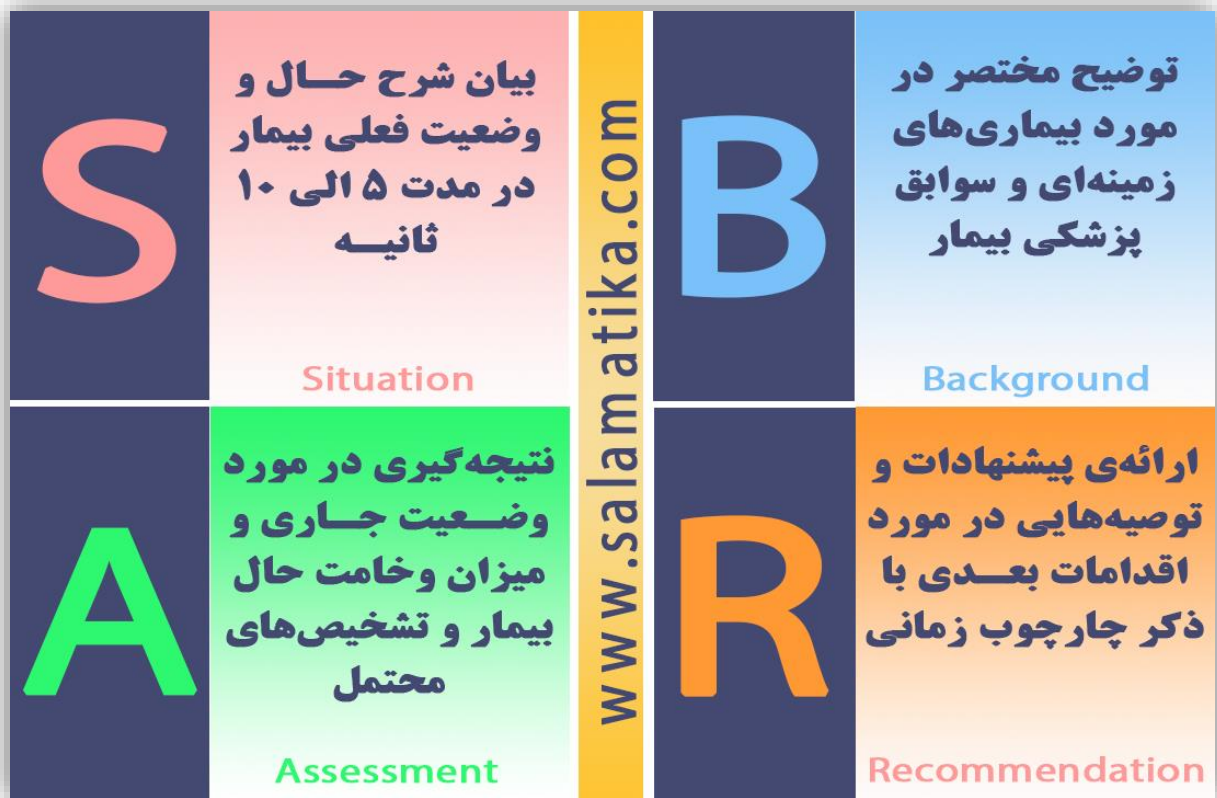 S
بیان شرح حـــال و
وضعیت فعلی بیمار
در مدت ۵ الی ۱۰
ثانیـــه
Situation
B
توضیح مختصر در
مورد بیماری‌های
زمینه‌ای و سوابق
پزشکی بیمار
Background
www.salamatika.com
A
نتیجه‌گیری در مورد
وضـــعیت جـــاری و
میزان وخامت حال
بیمار و تشخیص‌های
محتمل
Assessment
R
ارائه‌ی پیشنهادات و
توصیه‌هایی در مورد
اقدامات بعـــدی با
ذکر چارچوب زمانی
Recommendation